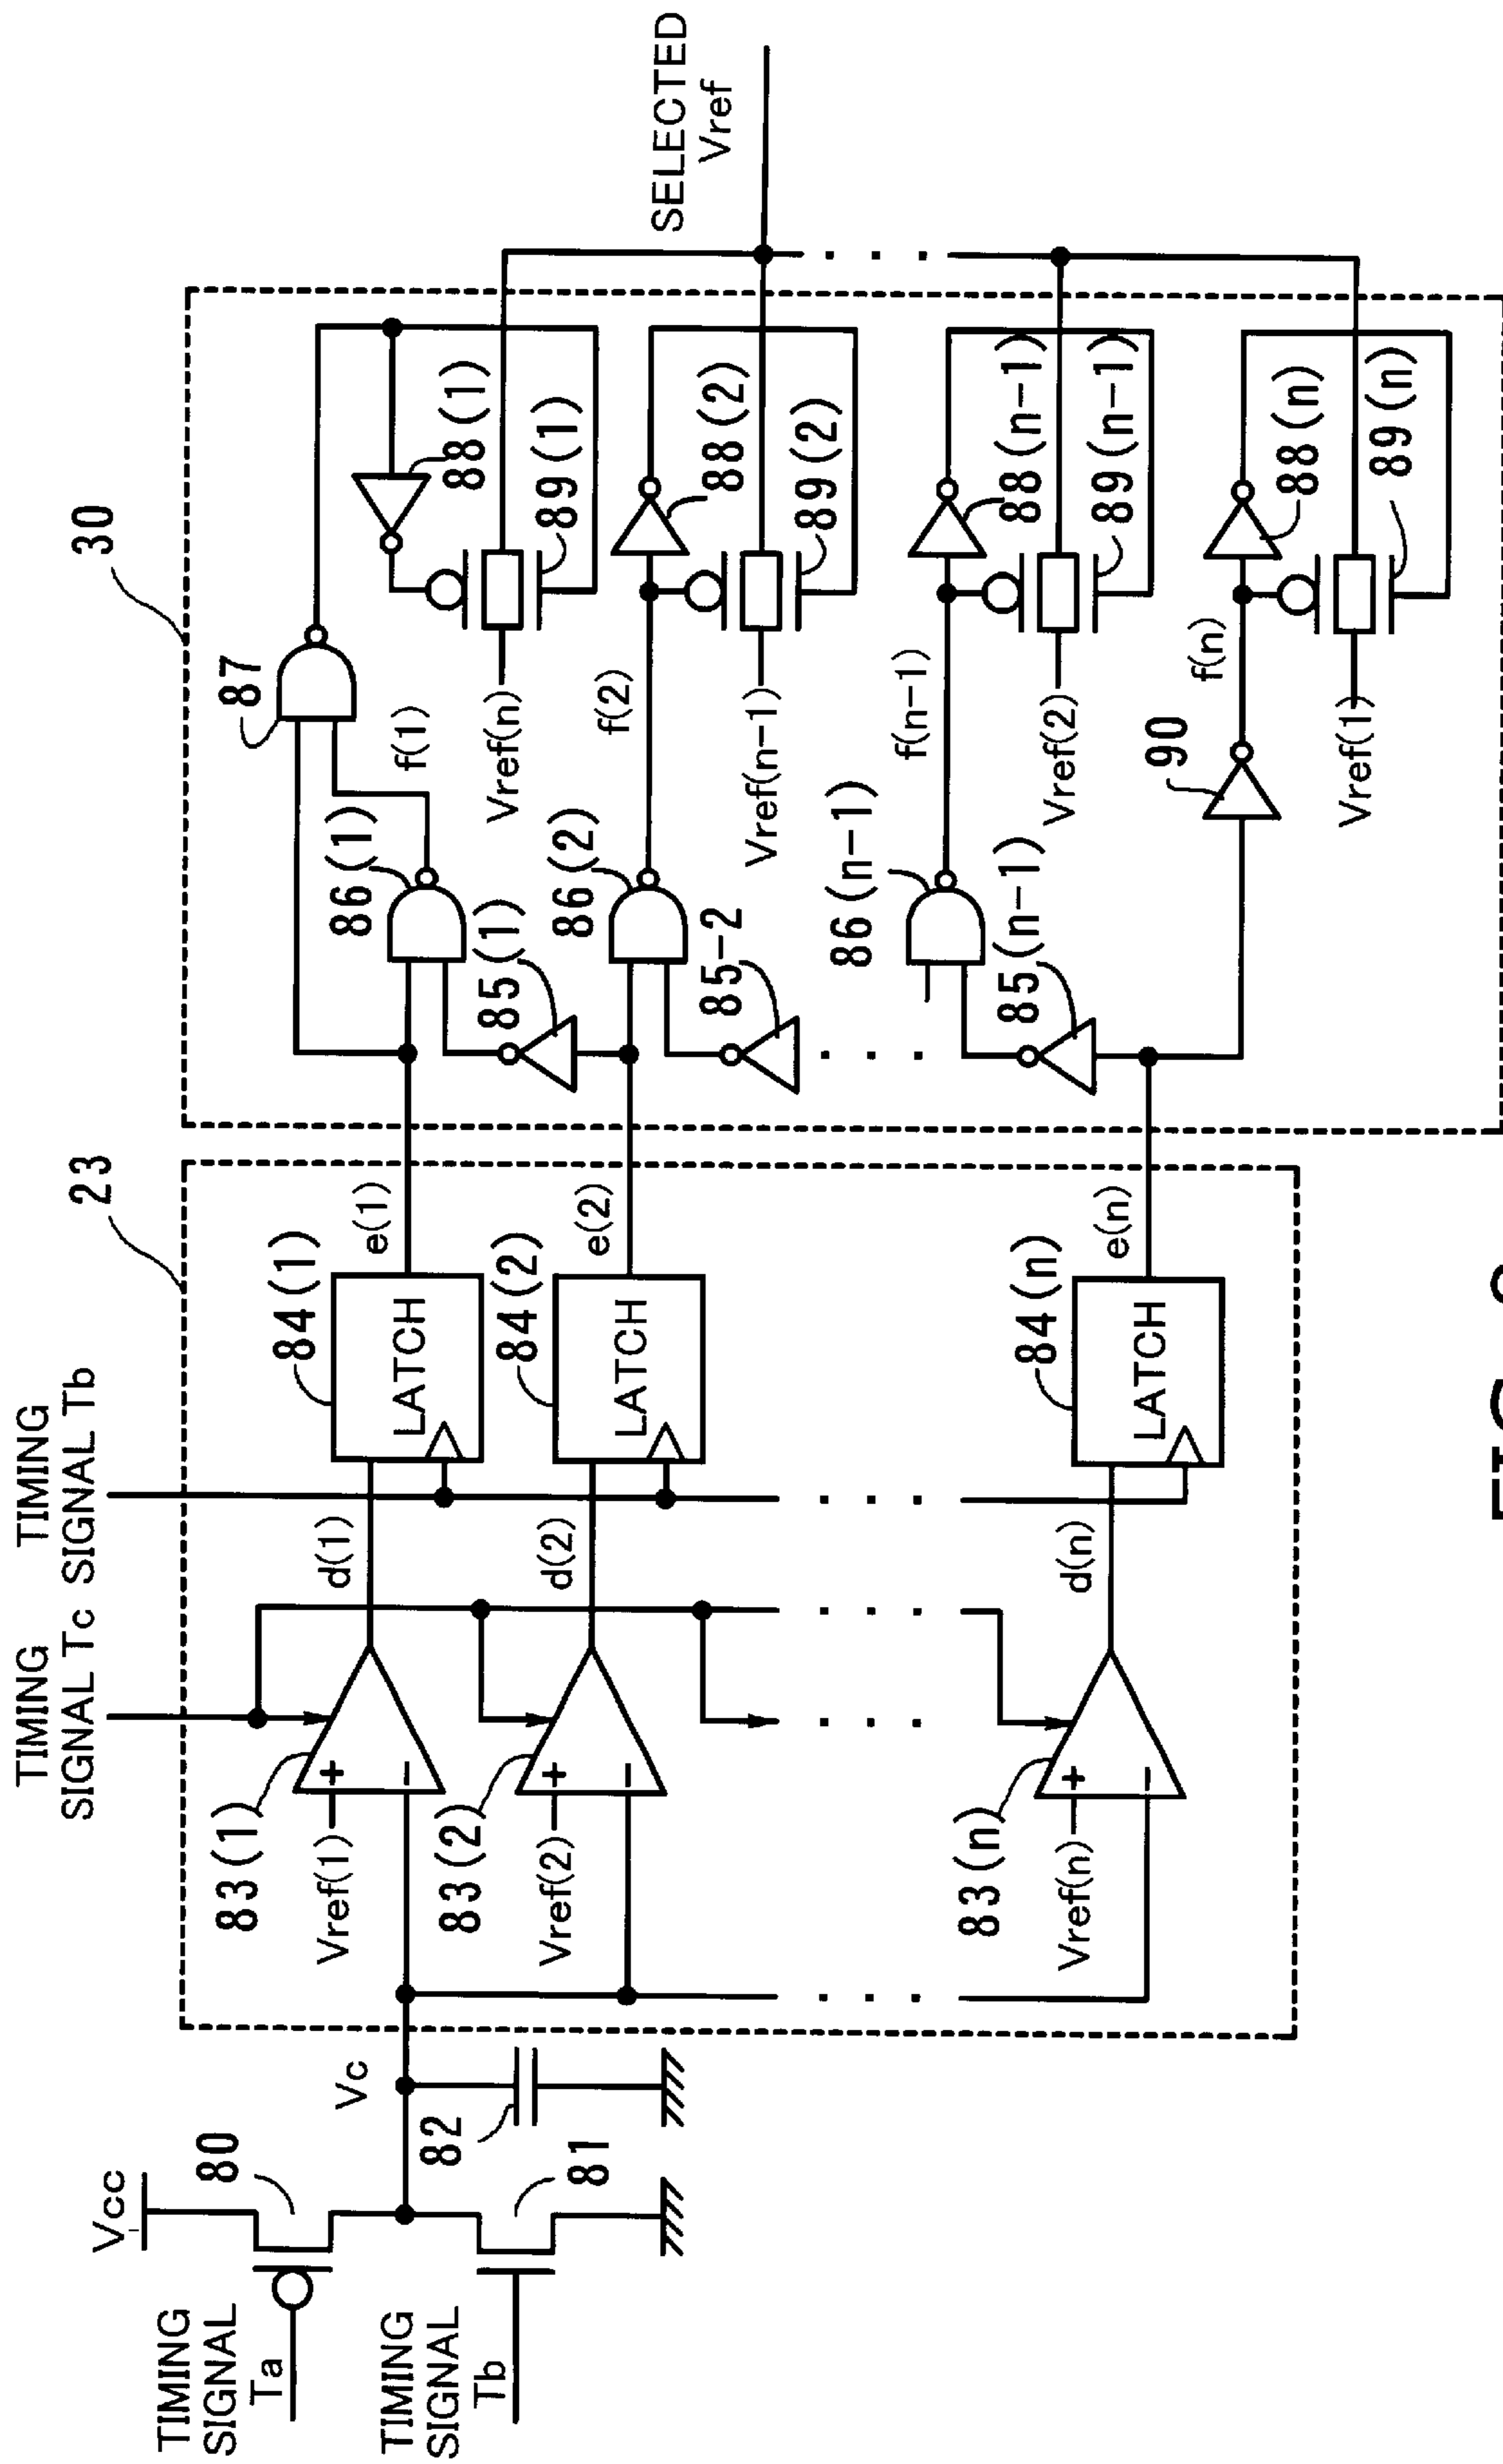 TIMING
SIGNAL Tc
TIMING
SIGNAL Tb
23
30
Vcc
80
TIMING
SIGNAL
Ta
81
TIMING
SIGNAL
Tb
Vc
82
83(1)
Vref(1)
+
−
d(1)
84(1)
LATCH
e(1)
83(2)
Vref(2)
+
−
d(2)
84(2)
LATCH
e(2)
83(n)
Vref(n)
+
−
d(n)
84(n)
LATCH
e(n)
87
86(1)
f(1)
85(1)
88(1)
Vref(n)
89(1)
86(2)
f(2)
85-2
88(2)
Vref(n-1)
89(2)
86(n-1)
f(n-1)
85(n-1)
88(n-1)
Vref(2)
89(n-1)
90
f(n)
88(n)
Vref(1)
89(n)
SELECTED
Vref